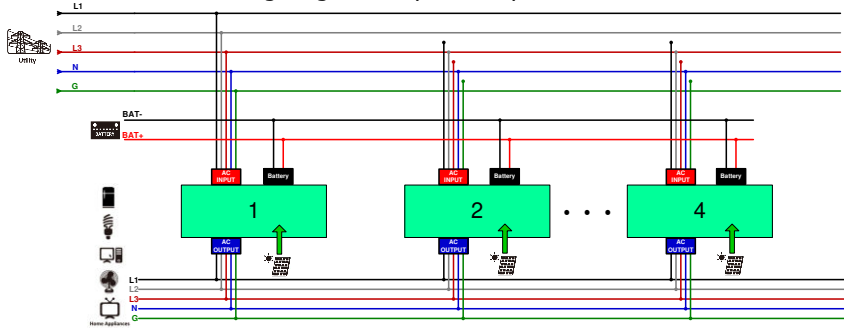 L1
L2
L3
N
G
Utility
BAT-
BAT+
BATTERY
AC
INPUT
Battery
AC
INPUT
Battery
AC
INPUT
Battery
1
2
4
AC
OUTPUT
AC
OUTPUT
AC
OUTPUT
L1
L2
L3
N
G
Home Appliances